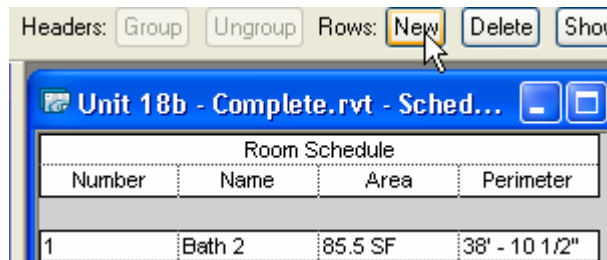 Headers: Group Ungroup Rows: New Delete Sho
Unit 18b - Complete.rvt - Sched...
Room Schedule
Number Name Area Perimeter
1 Bath 2 85.5 SF 38' - 10 1/2"